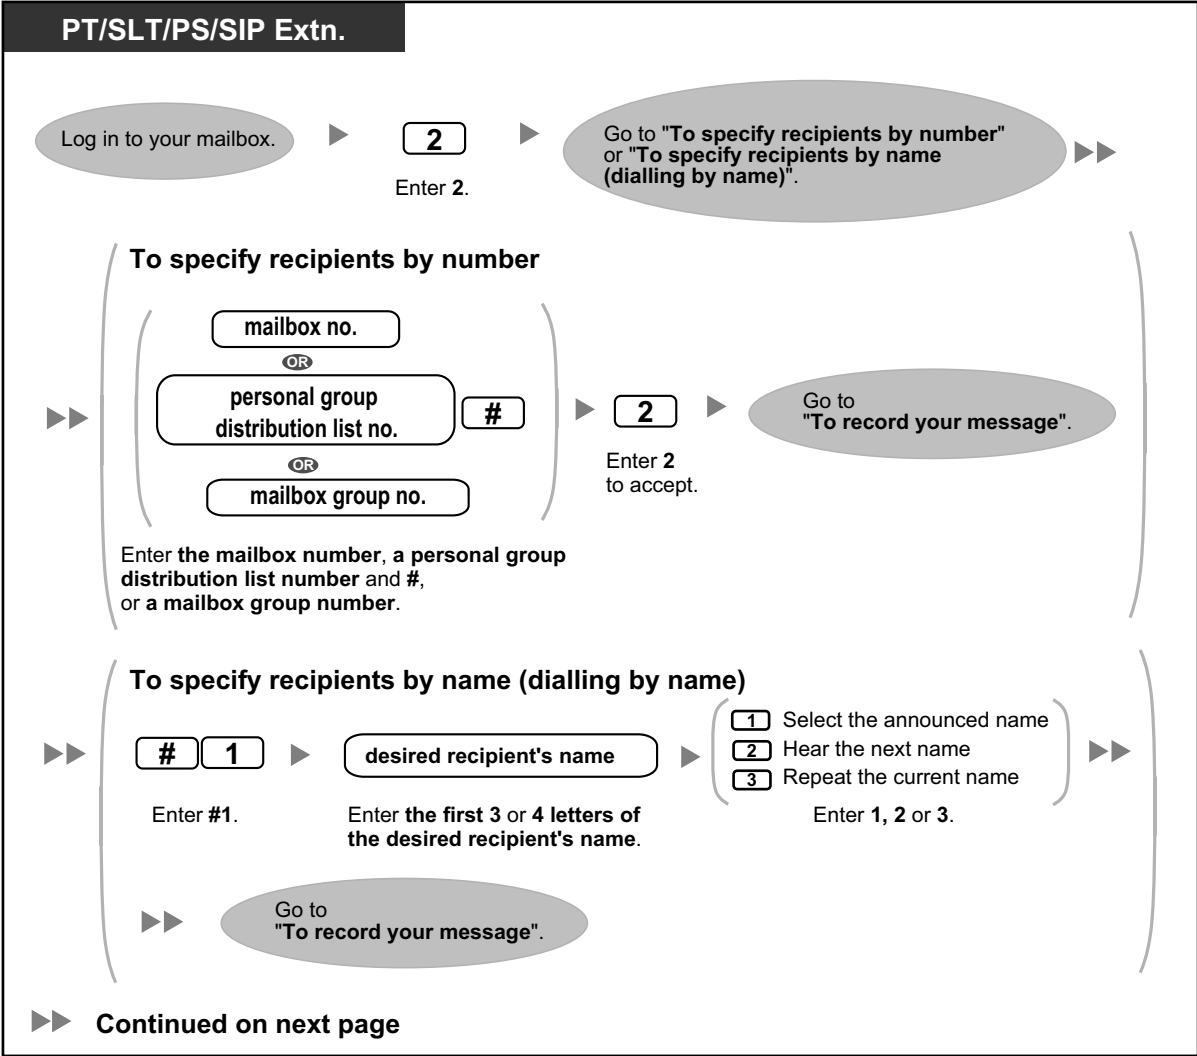 PT/SLT/PS/SIP Extn.
Log in to your mailbox.
2
Enter 2.
Go to "To specify recipients by number"
or "To specify recipients by name
(dialling by name)".
To specify recipients by number
mailbox no.
OR
personal group
distribution list no.
#
OR
mailbox group no.
Enter the mailbox number, a personal group
distribution list number and #,
or a mailbox group number.
2
Enter 2
to accept.
Go to
"To record your message".
To specify recipients by name (dialling by name)
# 1
Enter #1.
desired recipient's name
Enter the first 3 or 4 letters of
the desired recipient's name.
1 Select the announced name
2 Hear the next name
3 Repeat the current name
Enter 1, 2 or 3.
Go to
"To record your message".
Continued on next page